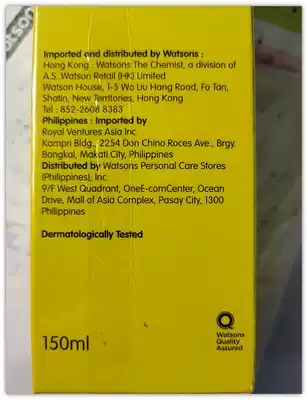 watsons
Imported and distributed by Watsons :
Hong Kong : Watsons The Chemist, a division of
A.S. Watson Retail (HK) Limited
Watson House, 1-5 Wo Liu Hang Road, Fo Tan,
Shatin, New Territories, Hong Kong
Tel : 852-2608 8383
Philippines : Imported by
Royal Ventures Asia Inc.
Kampri Bldg., 2254 Don Chino Roces Ave., Brgy.
Bangkal, Makati City, Philippines
Distributed by Watsons Personal Care Stores
(Philippines), Inc.
9/F West Quadrant, OneE-comCenter, Ocean
Drive, Mall of Asia Complex, Pasay City, 1300
Philippines
Dermatologically Tested
150ml
Watsons
Quality
Assured